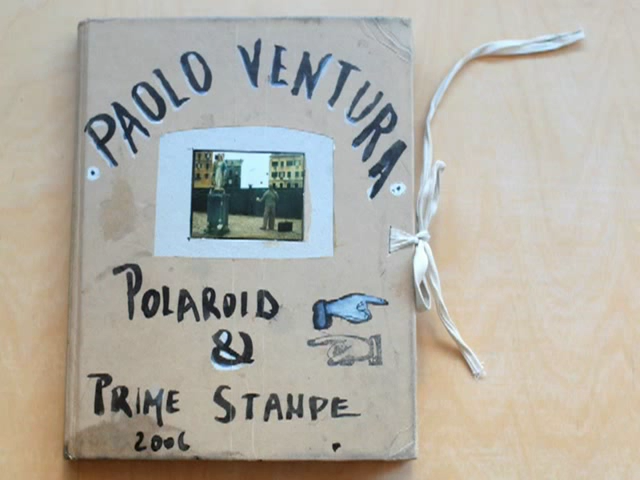 PAOLO VENTURA
POLAROID
&
PRIME STAMPE
2006